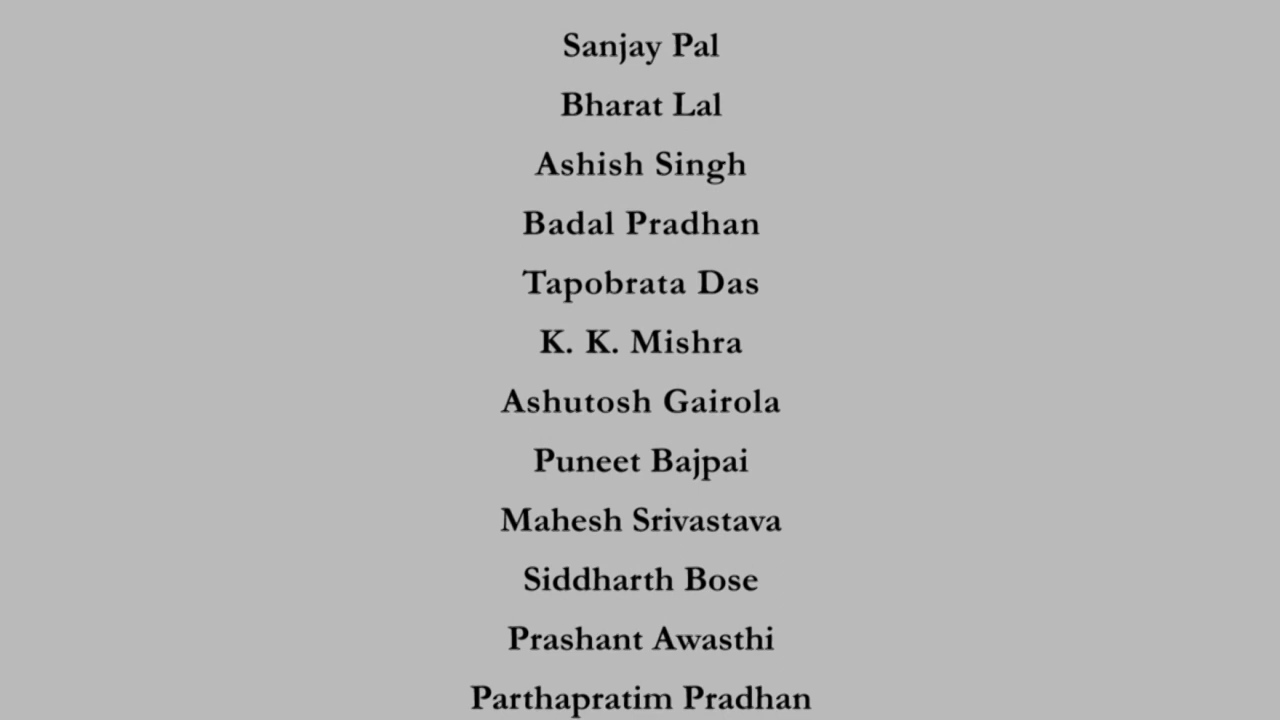 Sanjay Pal
Bharat Lal
Ashish Singh
Badal Pradhan
Tapobrata Das
K. K. Mishra
Ashutosh Gairola
Puneet Bajpai
Mahesh Srivastava
Siddharth Bose
Prashant Awasthi
Parthapratim Pradhan